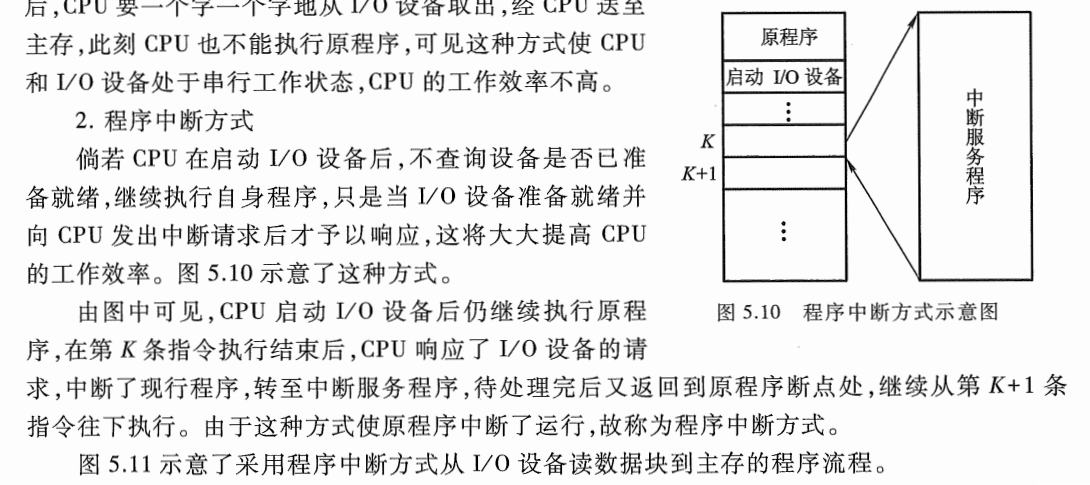 后,CPU 要一个字一个字地从 I/O 设备取出,经 CPU 送至
主存,此刻 CPU 也不能执行原程序,可见这种方式使 CPU
和 I/O 设备处于串行工作状态,CPU 的工作效率不高。
2. 程序中断方式
倘若 CPU 在启动 I/O 设备后,不查询设备是否已准
备就绪,继续执行自身程序,只是当 I/O 设备准备就绪并
向 CPU 发出中断请求后才予以响应,这将大大提高 CPU
的工作效率。图 5.10 示意了这种方式。
由图中可见,CPU 启动 I/O 设备后仍继续执行原程
序,在第 K 条指令执行结束后,CPU 响应了 I/O 设备的请
求,中断了现行程序,转至中断服务程序,待处理完后又返回到原程序断点处,继续从第 K+1 条
指令往下执行。由于这种方式使原程序中断了运行,故称为程序中断方式。
图 5.11 示意了采用程序中断方式从 I/O 设备读数据块到主存的程序流程。
原程序
启动 I/O 设备
⋮
K
K+1
⋮
中断服务程序
图 5.10 程序中断方式示意图